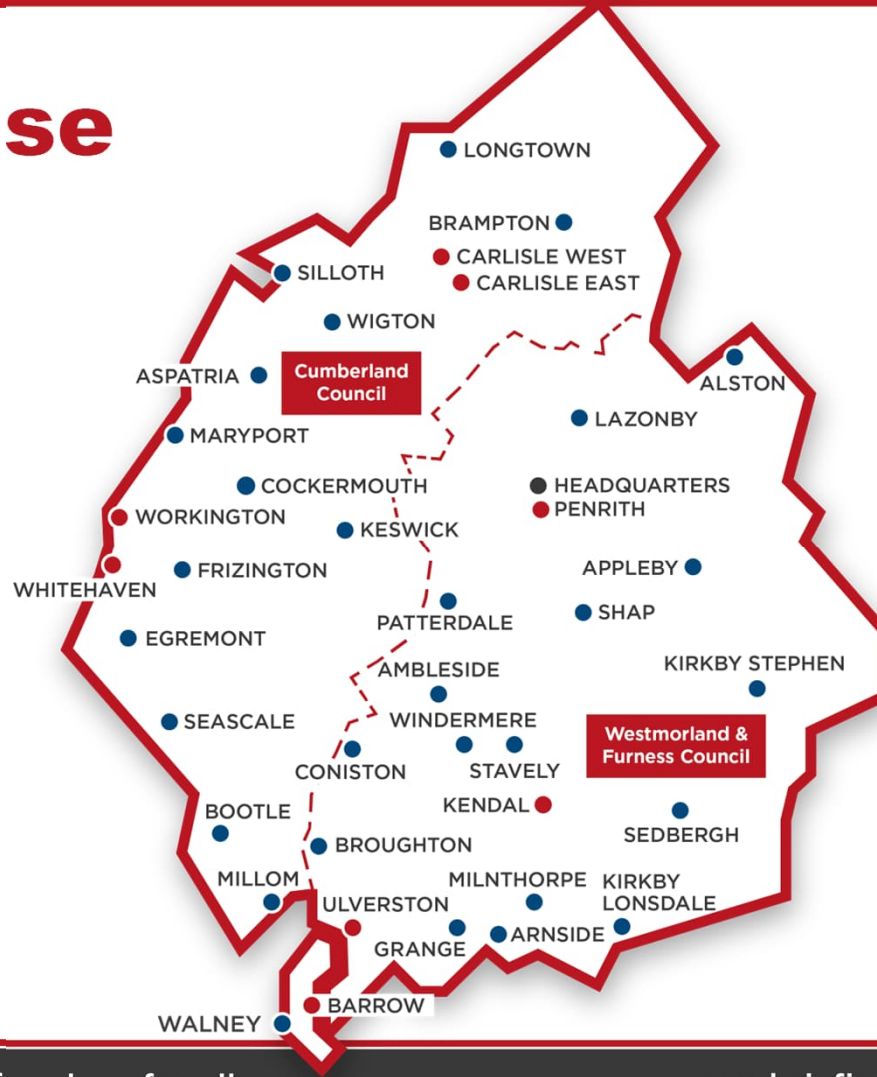 se
LONGTOWN
BRAMPTON
CARLISLE WEST
CARLISLE EAST
SILLOTH
WIGTON
ASPATRIA
Cumberland
Council
ALSTON
LAZONBY
MARYPORT
COCKERMOUTH
HEADQUARTERS
PENRITH
WORKINGTON
KESWICK
WHITEHAVEN
FRIZINGTON
APPLEBY
PATTERDALE
SHAP
EGREMONT
AMBLESIDE
KIRKBY STEPHEN
SEASCALE
WINDERMERE
Westmorland &
Furness Council
CONISTON
STAVELY
KENDAL
BOOTLE
SEDBERGH
BROUGHTON
MILLOM
MILNTHORPE
KIRKBY
LONSDALE
ULVERSTON
GRANGE
ARNSIDE
BARROW
WALNEY